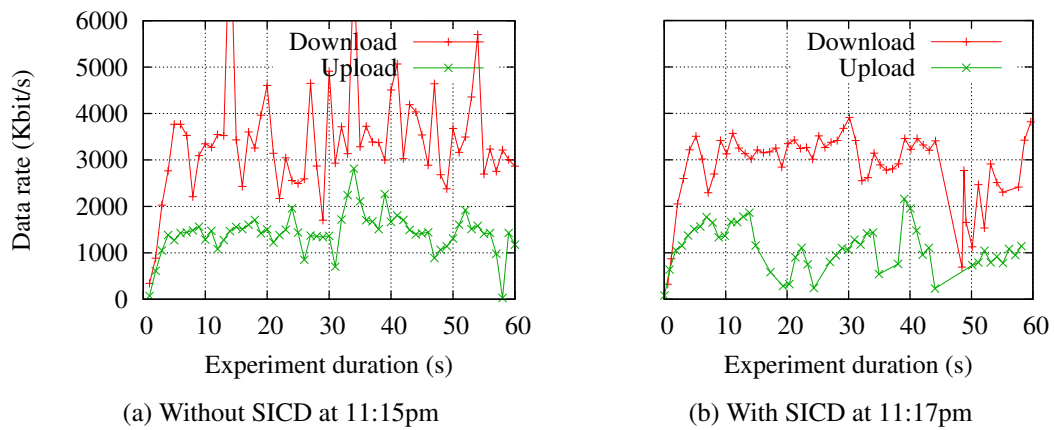 6000
5000
4000
3000
2000
1000
0
Data rate (Kbit/s)
Download
Upload
0 10 20 30 40 50 60
Experiment duration (s)
(a) Without SICD at 11:15pm
Download
Upload
0 10 20 30 40 50 60
Experiment duration (s)
(b) With SICD at 11:17pm